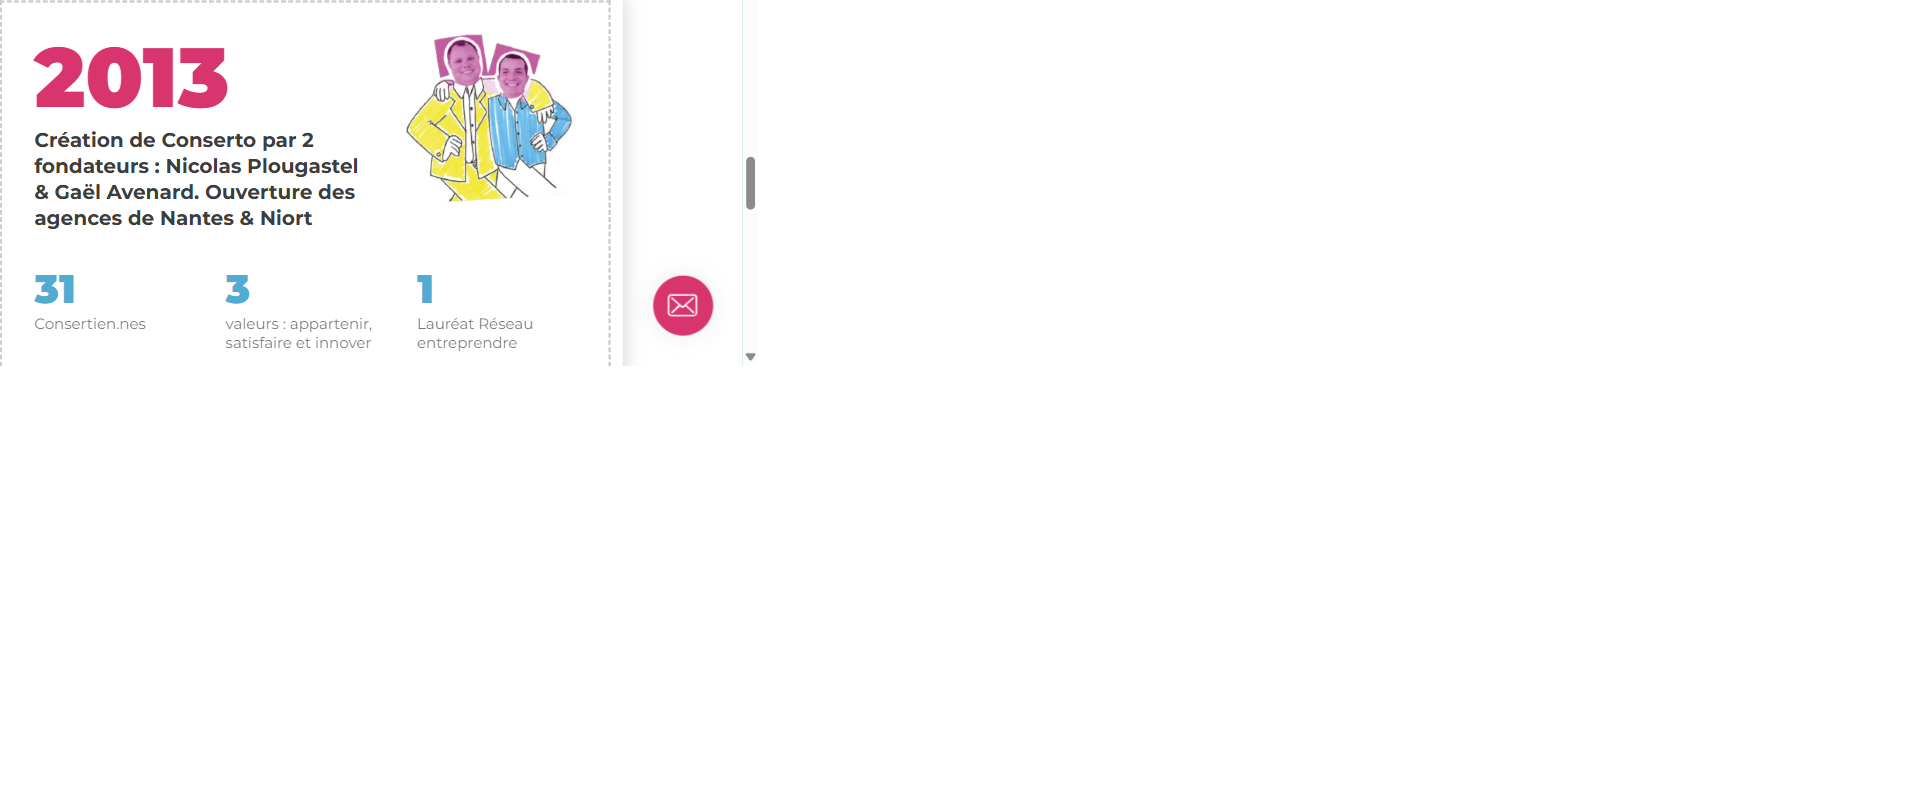 2013
Création de Conserto par 2
fondateurs : Nicolas Plougastel
& Gaël Avenard. Ouverture des
agences de Nantes & Niort
31
Consertien.nes
3
valeurs : appartenir,
satisfaire et innover
1
Lauréat Réseau
entreprendre